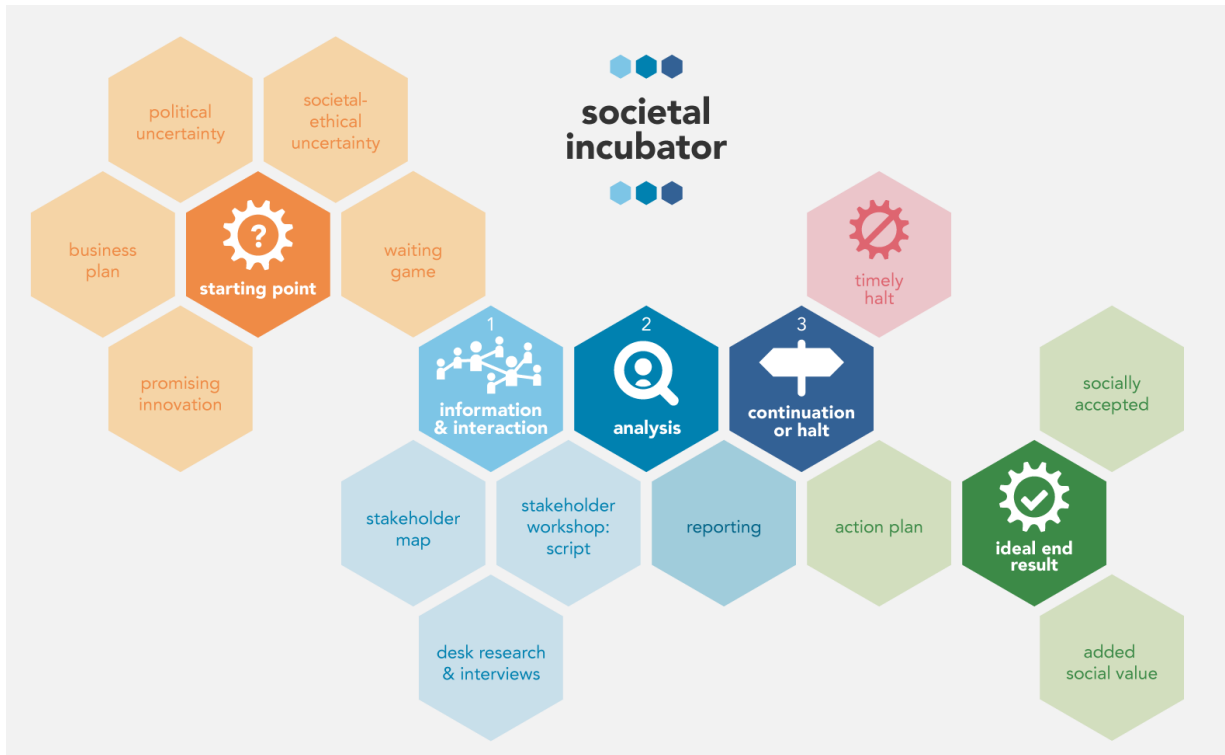 societal
incubator
political
uncertainty
societal-
ethical
uncertainty
business
plan
?
starting point
waiting
game
promising
innovation
timely
halt
1
information
& interaction
2
analysis
3
continuation
or halt
socially
accepted
stakeholder
map
stakeholder
workshop:
script
reporting
action plan
ideal end
result
desk research
& interviews
added
social value